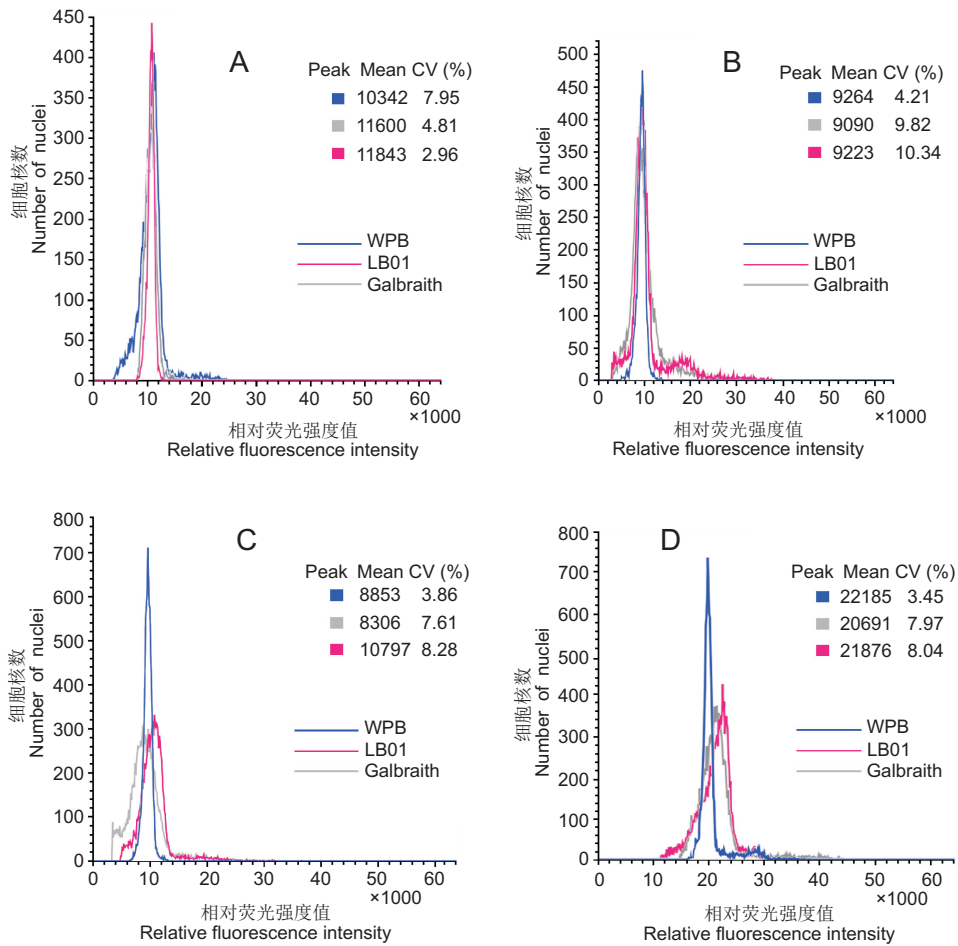 A
Peak Mean CV (%)
10342 7.95
11600 4.81
11843 2.96
WPB
LB01
Galbraith
450
400
350
300
250
200
150
100
50
0
细胞核数
Number of nuclei
0 10 20 30 40 50 60
×1000
相对荧光强度值
Relative fluorescence intensity
B
Peak Mean CV (%)
9264 4.21
9090 9.82
9223 10.34
WPB
LB01
Galbraith
500
450
400
350
300
250
200
150
100
50
0
细胞核数
Number of nuclei
0 10 20 30 40 50 60
×1000
相对荧光强度值
Relative fluorescence intensity
C
Peak Mean CV (%)
8853 3.86
8306 7.61
10797 8.28
WPB
LB01
Galbraith
800
700
600
500
400
300
200
100
0
细胞核数
Number of nuclei
0 10 20 30 40 50 60
×1000
相对荧光强度值
Relative fluorescence intensity
D
Peak Mean CV (%)
22185 3.45
20691 7.97
21876 8.04
WPB
LB01
Galbraith
800
700
600
500
400
300
200
100
0
细胞核数
Number of nuclei
0 10 20 30 40 50 60
×1000
相对荧光强度值
Relative fluorescence intensity